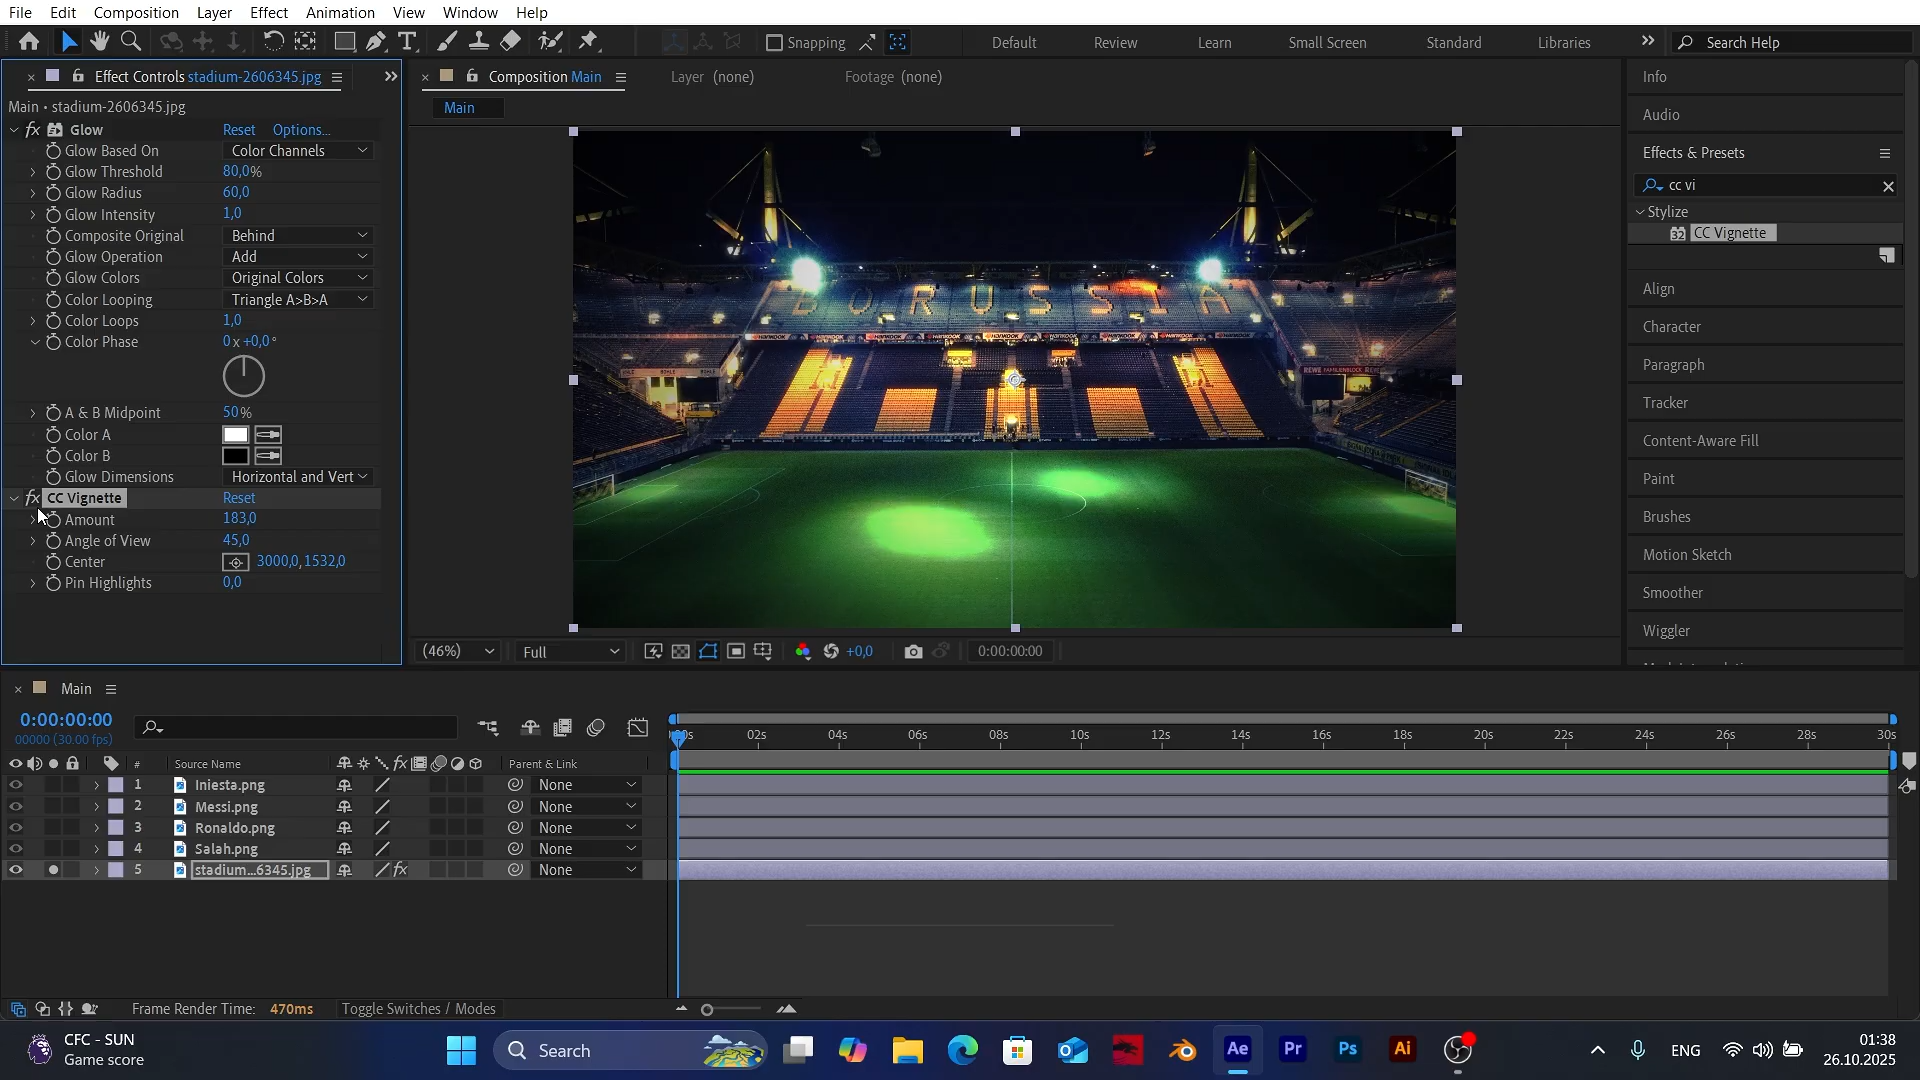 File Edit Composition Layer Effect Animation View Window Help
Snapping Default Review Learn Small Screen Standard Libraries Search Help
Effect Controls stadium-2606345.jpg
Composition Main
Layer (none)
Footage (none)
Main • stadium-2606345.jpg
Main
fx Glow Reset Options...
Glow Based On Color Channels
Glow Threshold 80,0%
Glow Radius 60,0
Glow Intensity 1,0
Composite Original Behind
Glow Operation Add
Glow Colors Original Colors
Color Looping Triangle A>B>A
Color Loops 1,0
Color Phase 0x+0,0°
A & B Midpoint 50%
Color A
Color B
Glow Dimensions Horizontal and Vert
fx CC Vignette Reset
Amount 183,0
Angle of View 45,0
Center 3000,0,1532,0
Pin Highlights 0,0
BORUSSIA
HANKOOK
(46%) Full +0,0 0:00:00:00
Info
Audio
Effects & Presets
cc vi
Stylize
32 CC Vignette
Align
Character
Paragraph
Tracker
Content-Aware Fill
Paint
Brushes
Motion Sketch
Smoother
Wiggler
Main
0:00:00:00
00000 (30.00 fps)
# Source Name fx Parent & Link
02s 04s 06s 08s 10s 12s 14s 16s 18s 20s 22s 24s 26s 28s 30s
1 Iniesta.png None
2 Messi.png None
3 Ronaldo.png None
4 Salah.png None
5 stadium...6345.jpg fx None
Frame Render Time: 470ms Toggle Switches / Modes
CFC - SUN
Game score
Search
Ae Pr Ps Ai
ENG
01:38
26.10.2025